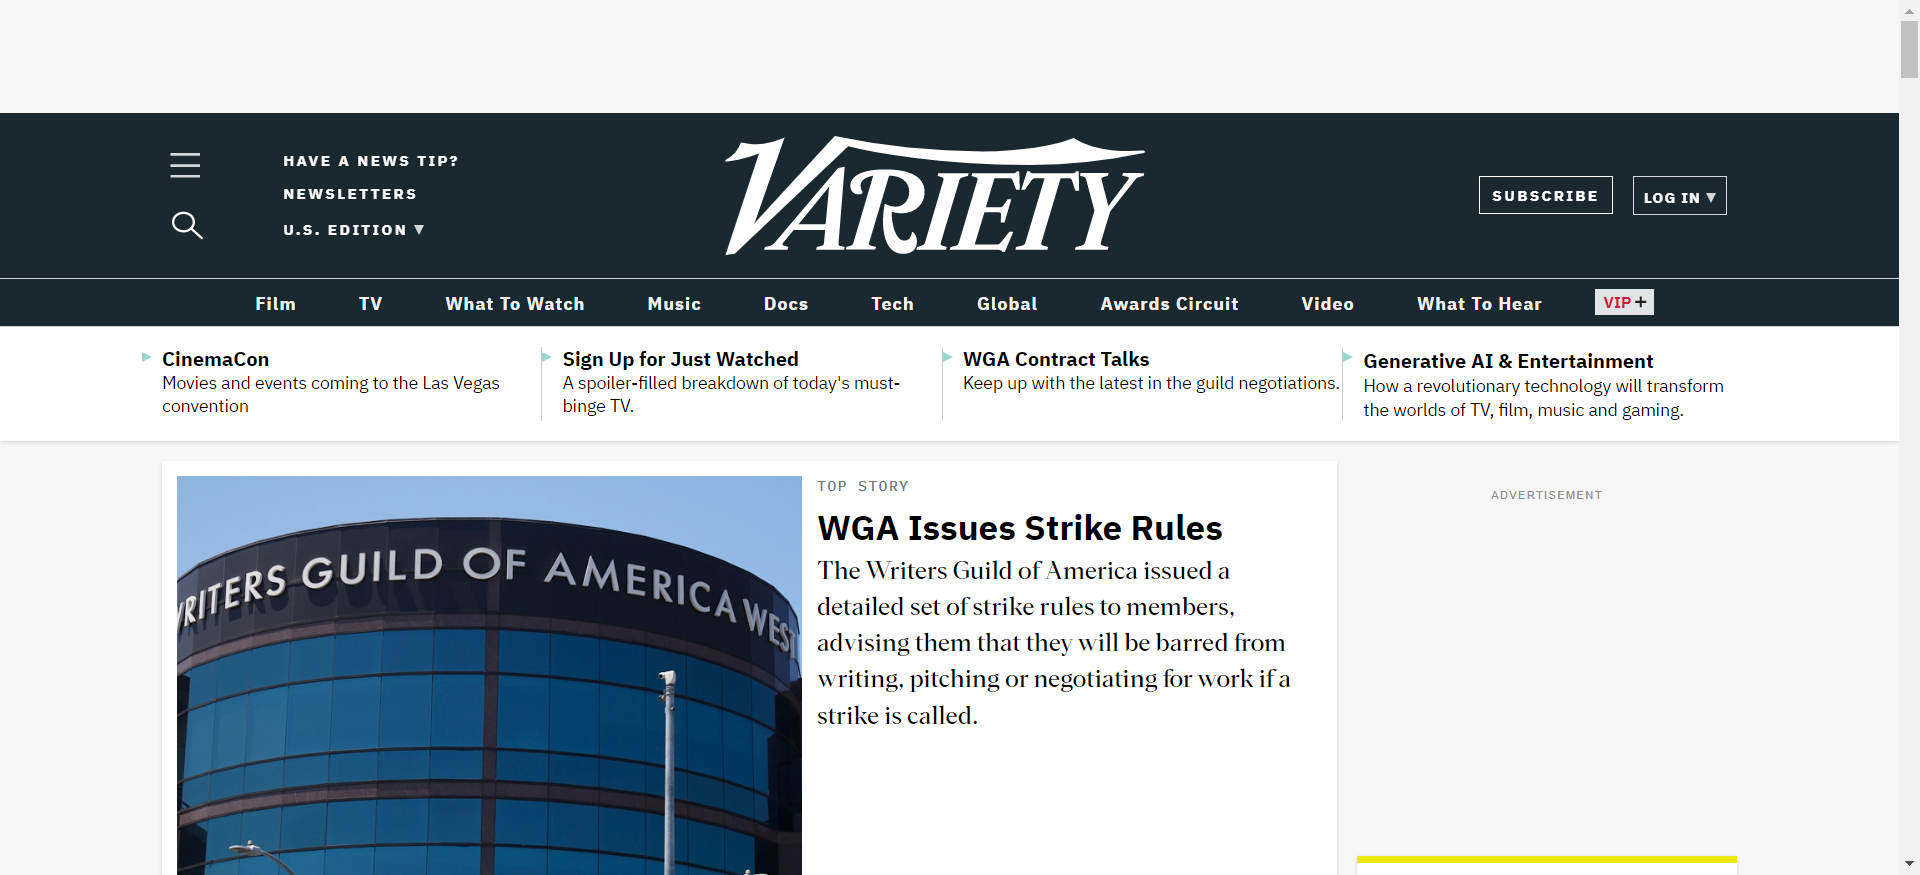 HAVE A NEWS TIP?
NEWSLETTERS
U.S. EDITION ▼
VARIETY
SUBSCRIBE
LOG IN ▼
Film TV What To Watch Music Docs Tech Global Awards Circuit Video What To Hear VIP+
CinemaCon
Movies and events coming to the Las Vegas
convention
Sign Up for Just Watched
A spoiler-filled breakdown of today's must-
binge TV.
WGA Contract Talks
Keep up with the latest in the guild negotiations.
Generative AI & Entertainment
How a revolutionary technology will transform
the worlds of TV, film, music and gaming.
WRITERS GUILD OF AMERICA WEST
TOP STORY
WGA Issues Strike Rules
The Writers Guild of America issued a
detailed set of strike rules to members,
advising them that they will be barred from
writing, pitching or negotiating for work if a
strike is called.
ADVERTISEMENT